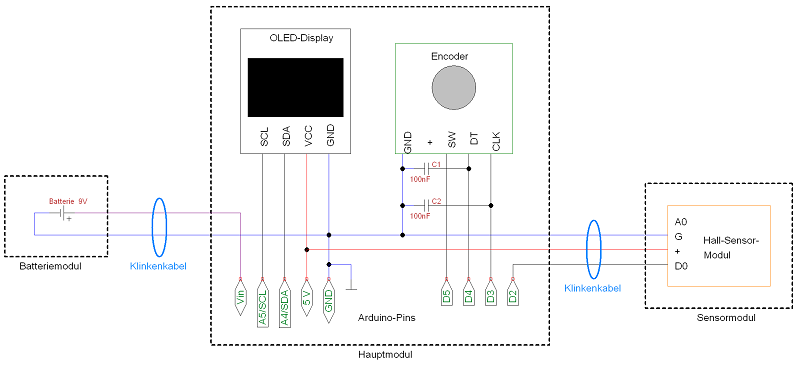 OLED-Display
SCL
SDA
VCC
GND
Encoder
GND
+
SW
DT
CLK
C1
100nF
C2
100nF
Batterie 9V
+
Batteriemodul
Klinkenkabel
Vin
A5/SCL
A4/SDA
5 V
GND
Arduino-Pins
D5
D4
D3
D2
Hauptmodul
Klinkenkabel
A0
G
+
D0
Hall-Sensor-
Modul
Sensormodul